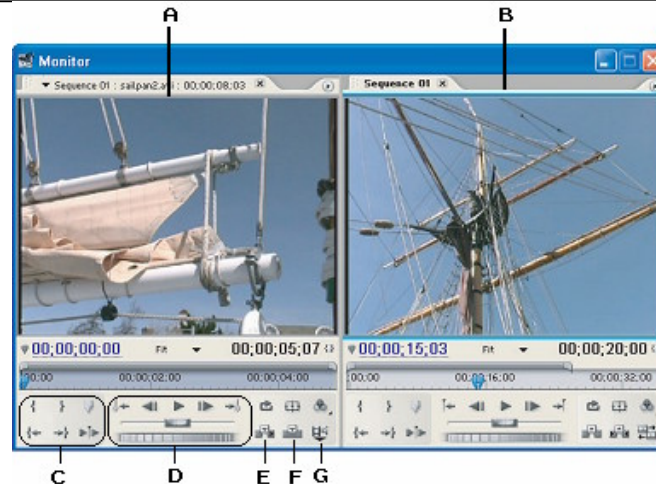 A
B
Monitor
Sequence 01 : sailpan2.avi : 00:00:08:03
Sequence 01
00;00;00;00 Fit 00;00;05;07
00;00;15;03 Fit 00;00;20;00
00:00 00;00;02;00 00;00;04;00
00:00 00;00;16;00 00;00;32;00
C
D
E
F
G